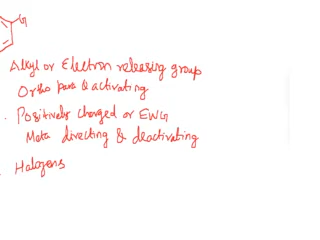 G
Alkyl or Electron releasing group
Ortho para & activating
Positively charged or EWG
Meta directing & deactivating
Halogens